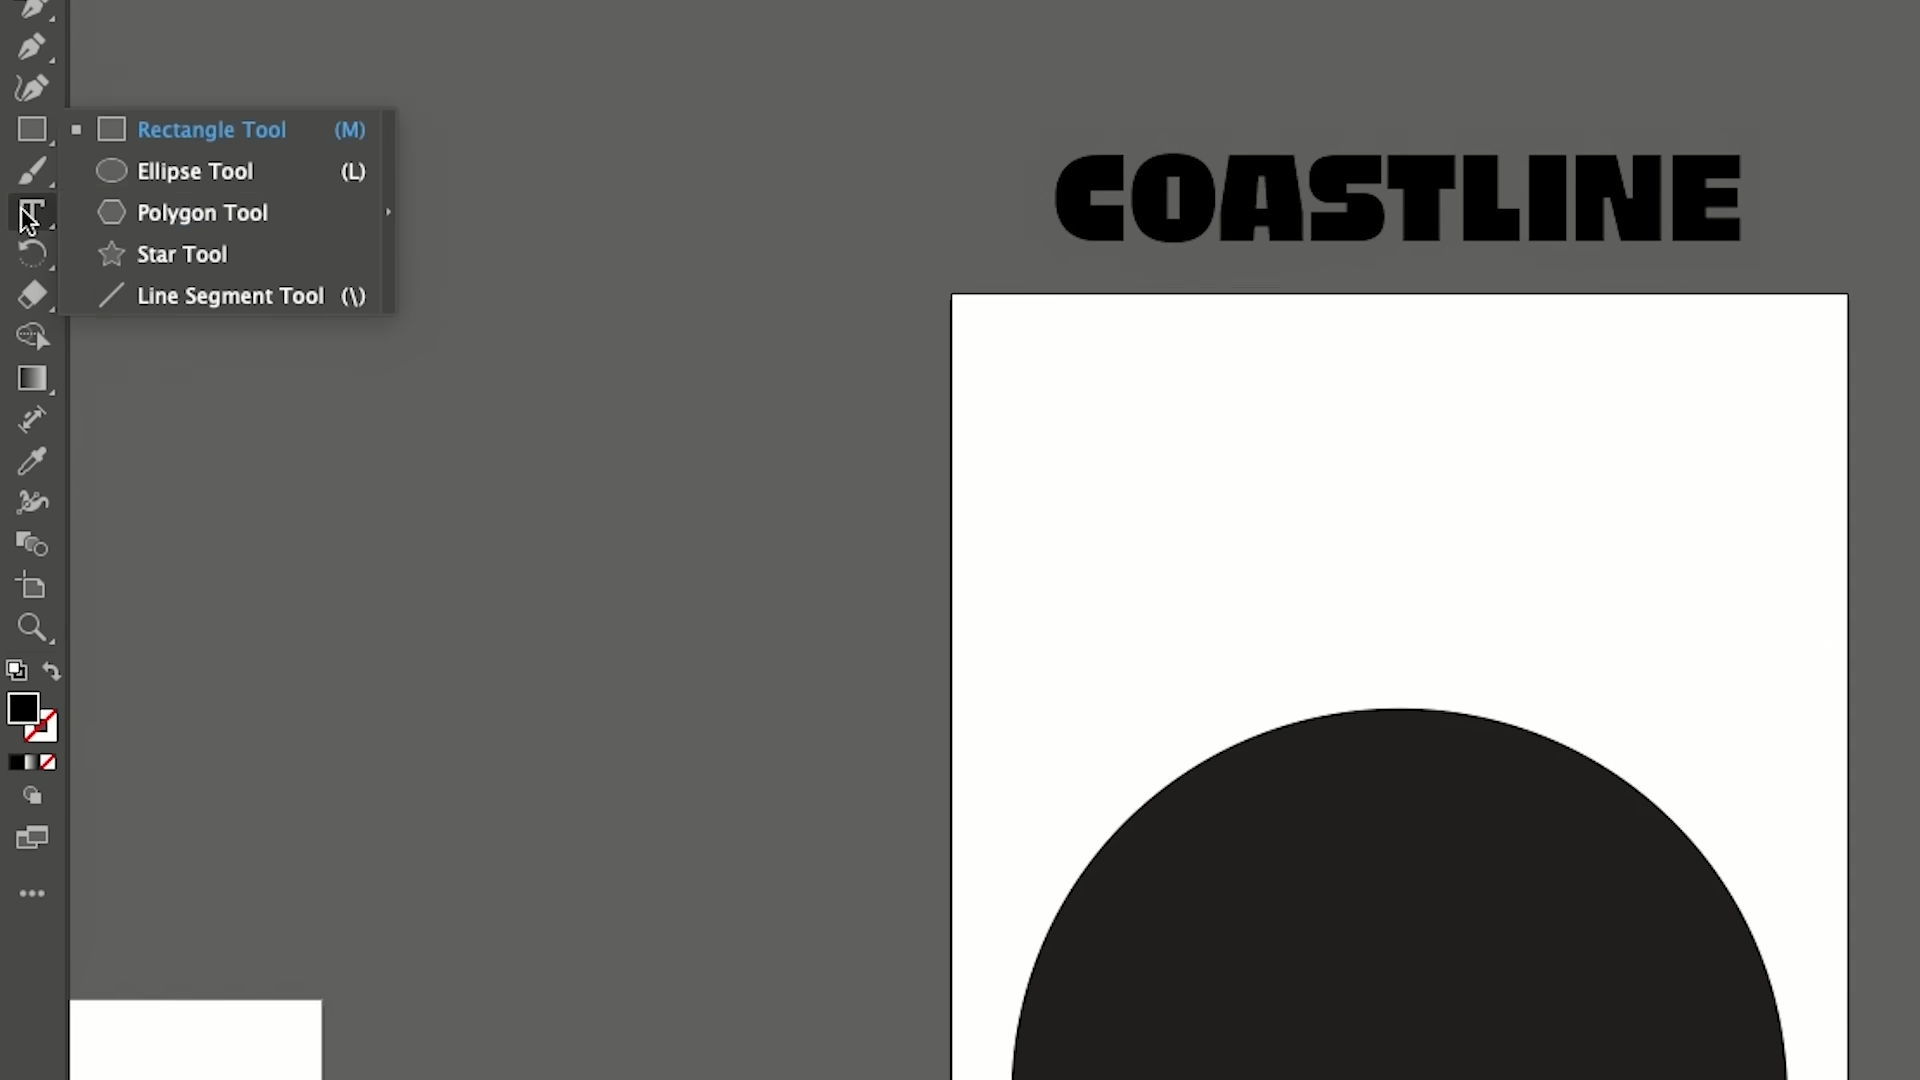 Rectangle Tool (M)
Ellipse Tool (L)
Polygon Tool
Star Tool
Line Segment Tool (\)
COASTLINE